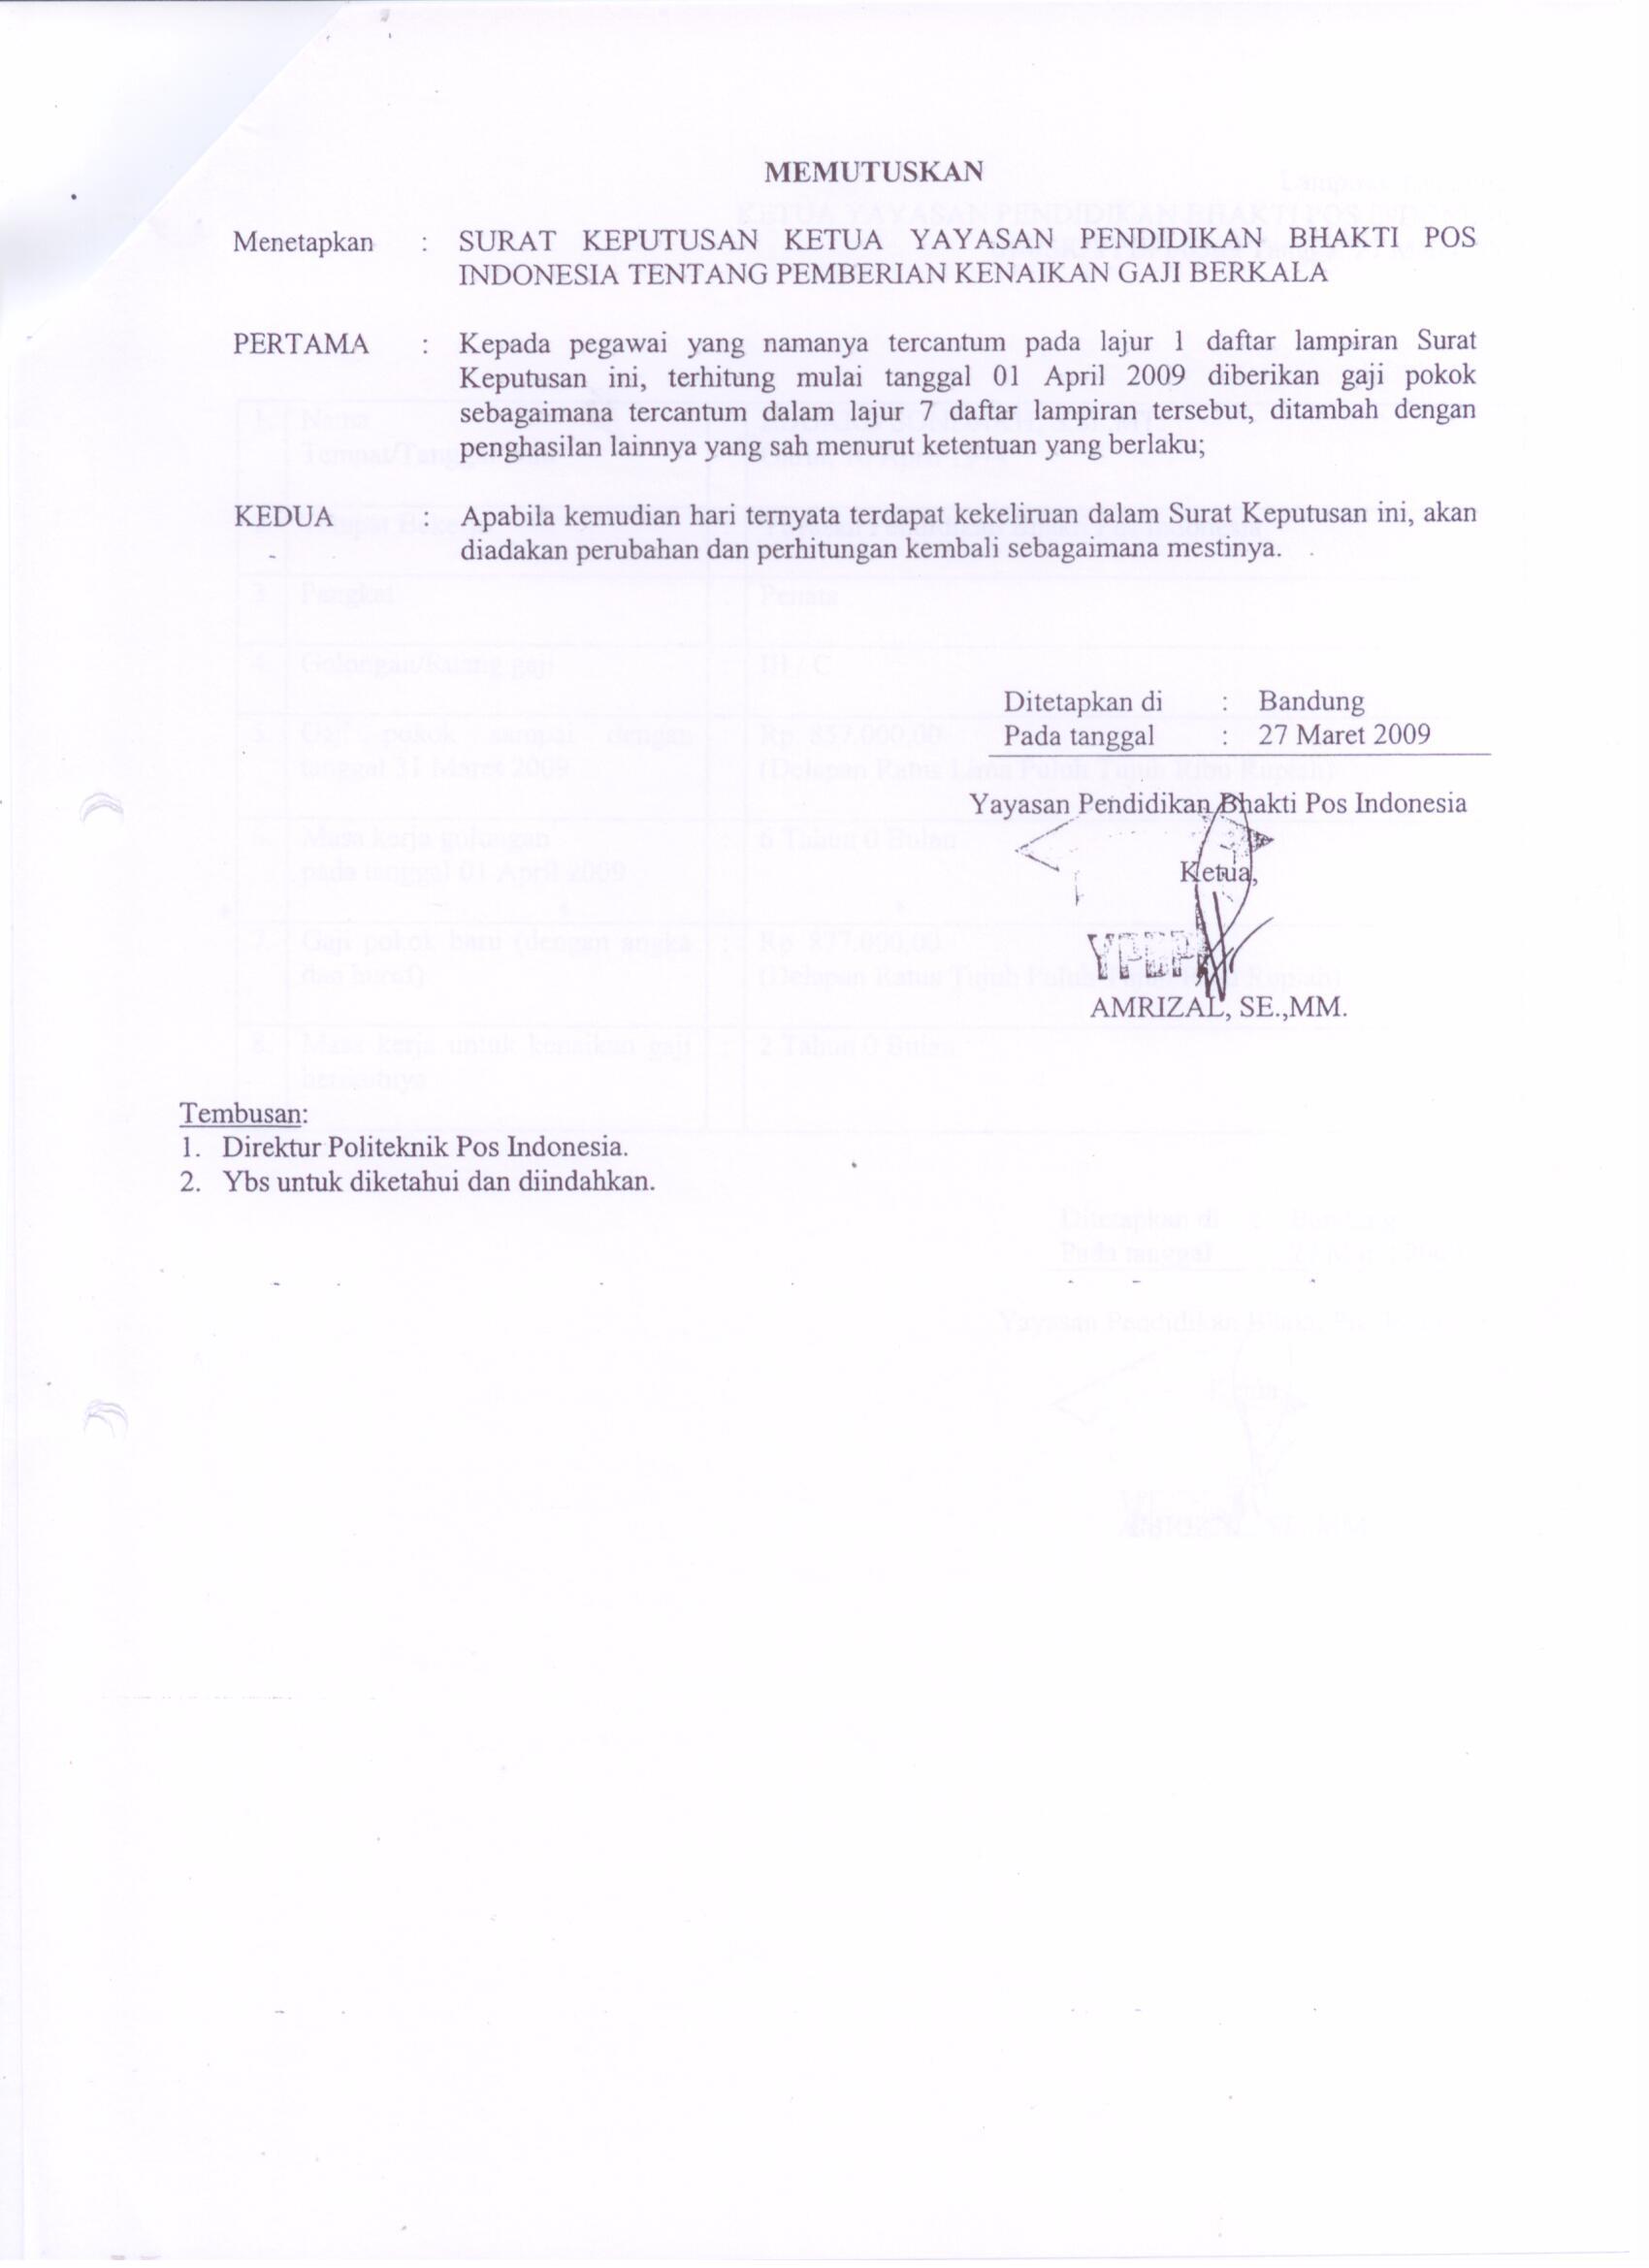 MEMUTUSKAN
Menetapkan : SURAT KEPUTUSAN KETUA YAYASAN PENDIDIKAN BHAKTI POS
INDONESIA TENTANG PEMBERIAN KENAIKAN GAJI BERKALA
PERTAMA : Kepada pegawai yang namanya tercantum pada lajur 1 daftar lampiran Surat
Keputusan ini, terhitung mulai tanggal 01 April 2009 diberikan gaji pokok
sebagaimana tercantum dalam lajur 7 daftar lampiran tersebut, ditambah dengan
penghasilan lainnya yang sah menurut ketentuan yang berlaku;
KEDUA : Apabila kemudian hari ternyata terdapat kekeliruan dalam Surat Keputusan ini, akan
diadakan perubahan dan perhitungan kembali sebagaimana mestinya.
Ditetapkan di : Bandung
Pada tanggal : 27 Maret 2009
Yayasan Pendidikan Bhakti Pos Indonesia
Ketua,
AMRIZAL, SE.,MM.
Tembusan:
1. Direktur Politeknik Pos Indonesia.
2. Ybs untuk diketahui dan diindahkan.